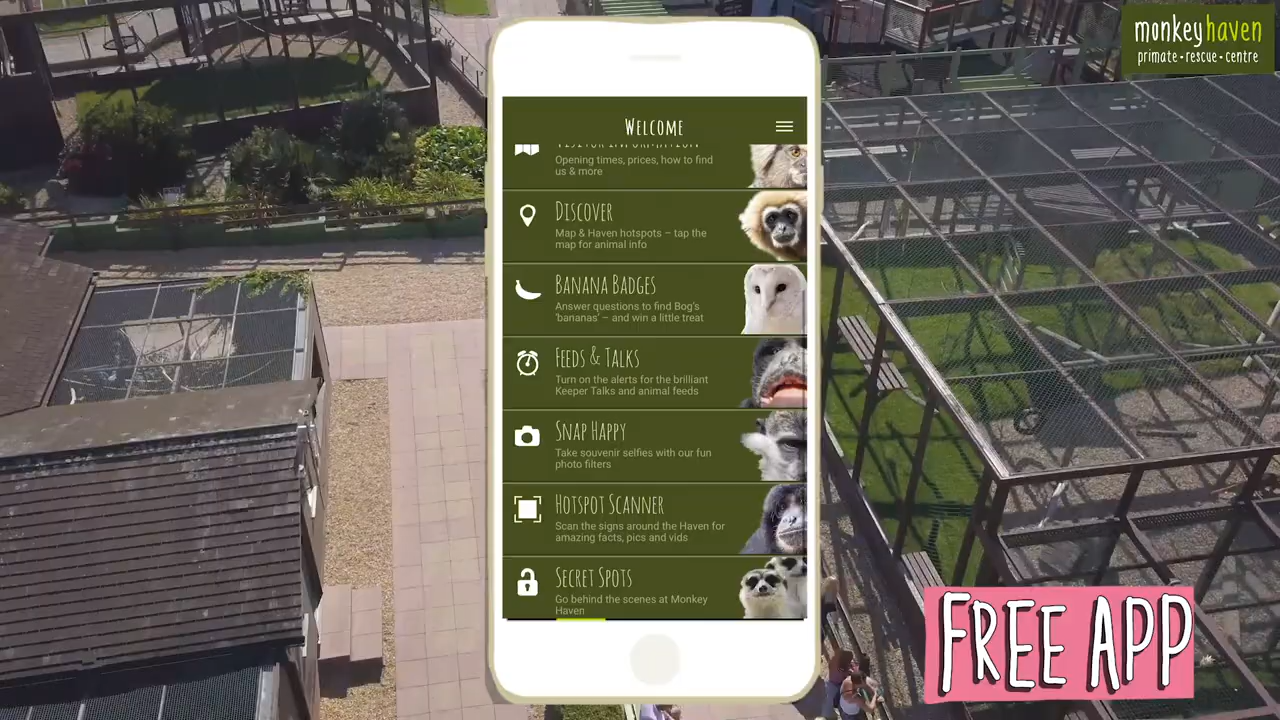 monkeyhaven
primate • rescue • centre
Welcome
Visitor Information
Opening times, prices, how to find
us & more
Discover
Map & Haven hotspots – tap the
map for animal info
Banana Badges
Answer questions to find Bog's
'bananas' – and win a little treat
Feeds & Talks
Turn on the alerts for the brilliant
Keeper Talks and animal feeds
Snap Happy
Take souvenir selfies with our fun
photo filters
Hotspot Scanner
Scan the signs around the Haven for
amazing facts, pics and vids
Secret Spots
Go behind the scenes at Monkey
Haven
FREE APP